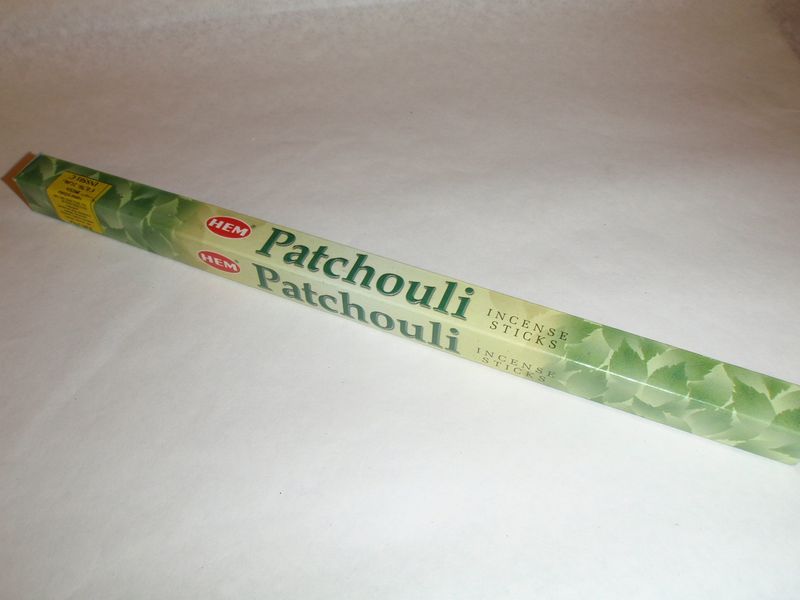 HEM
Patchouli
INCENSE
STICKS
HEM
Patchouli
INCENSE
STICKS